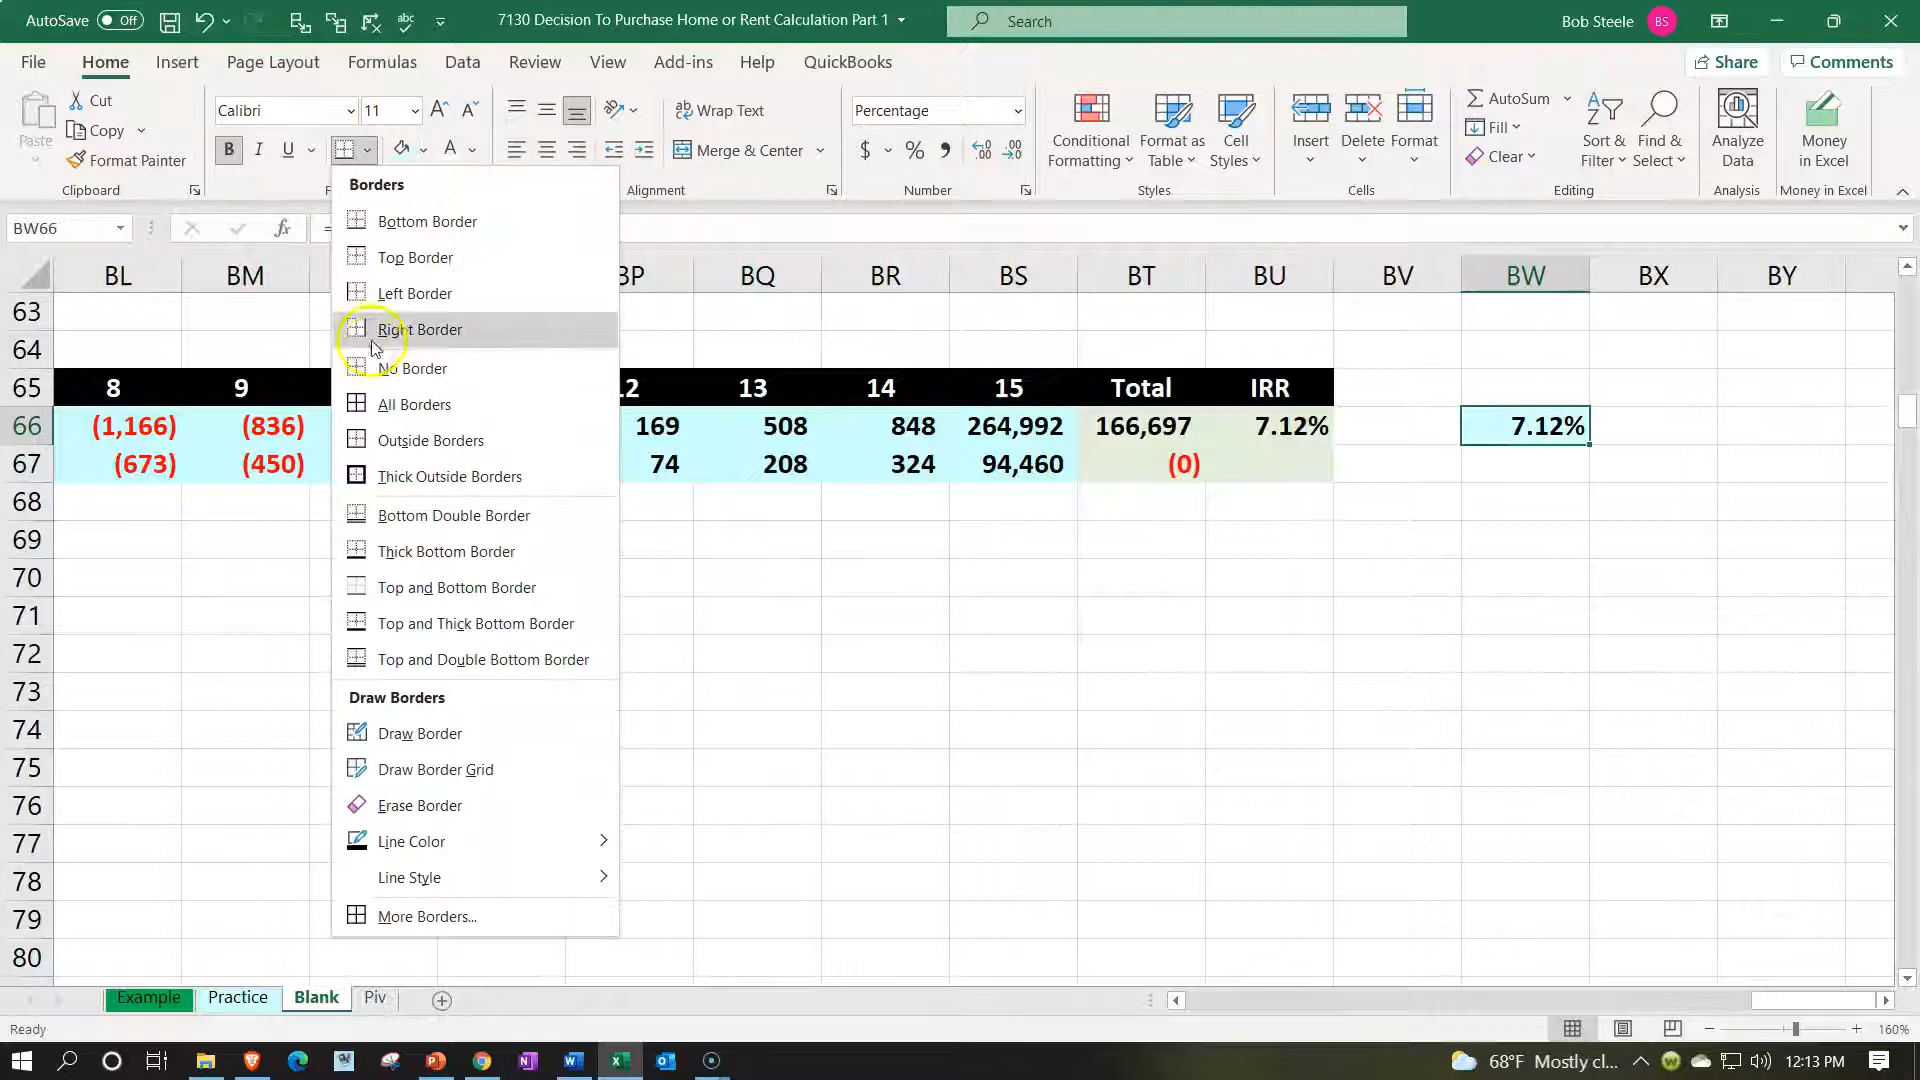 AutoSave Off
7130 Decision To Purchase Home or Rent Calculation Part 1
Search
Bob Steele BS
File Home Insert Page Layout Formulas Data Review View Add-ins Help QuickBooks
Share Comments
Paste
Cut
Copy
Format Painter
Clipboard
Calibri 11
B I U
A A A
Wrap Text
Merge & Center
Alignment
Percentage
$ % ,
Number
Conditional Formatting
Format as Table
Cell Styles
Styles
Insert
Delete
Format
Cells
AutoSum
Fill
Clear
Sort & Filter
Find & Select
Editing
Analyze Data
Analysis
Money in Excel
Money in Excel
BW66 fx =
Borders
Bottom Border
Top Border
Left Border
Right Border
No Border
All Borders
Outside Borders
Thick Outside Borders
Bottom Double Border
Thick Bottom Border
Top and Bottom Border
Top and Thick Bottom Border
Top and Double Bottom Border
Draw Borders
Draw Border
Draw Border Grid
Erase Border
Line Color
Line Style
More Borders...
BL BM BP BQ BR BS BT BU BV BW BX BY
63
64
65 8 9 12 13 14 15 Total IRR
66 (1,166) (836) 169 508 848 264,992 166,697 7.12% 7.12%
67 (673) (450) 74 208 324 94,460 (0)
68
69
70
71
72
73
74
75
76
77
78
79
80
Example Practice Blank Piv
Ready
160%
68°F Mostly cl...
12:13 PM